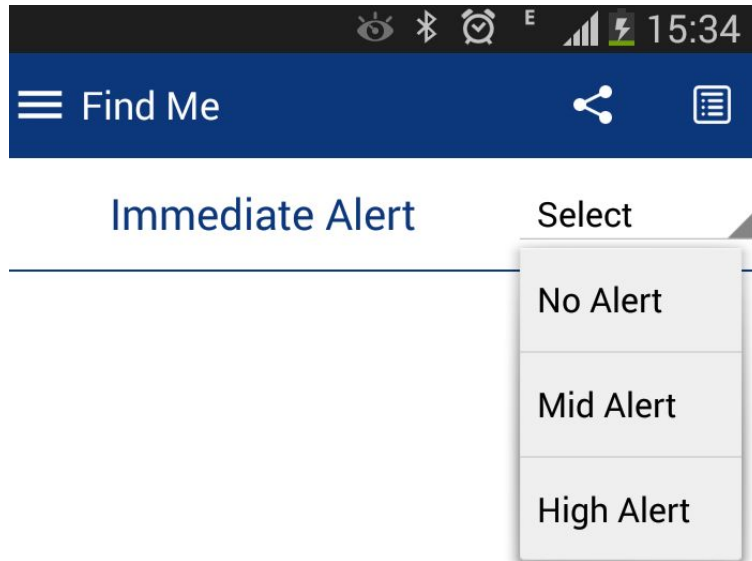 E 15:34
Find Me
Immediate Alert Select
No Alert
Mid Alert
High Alert